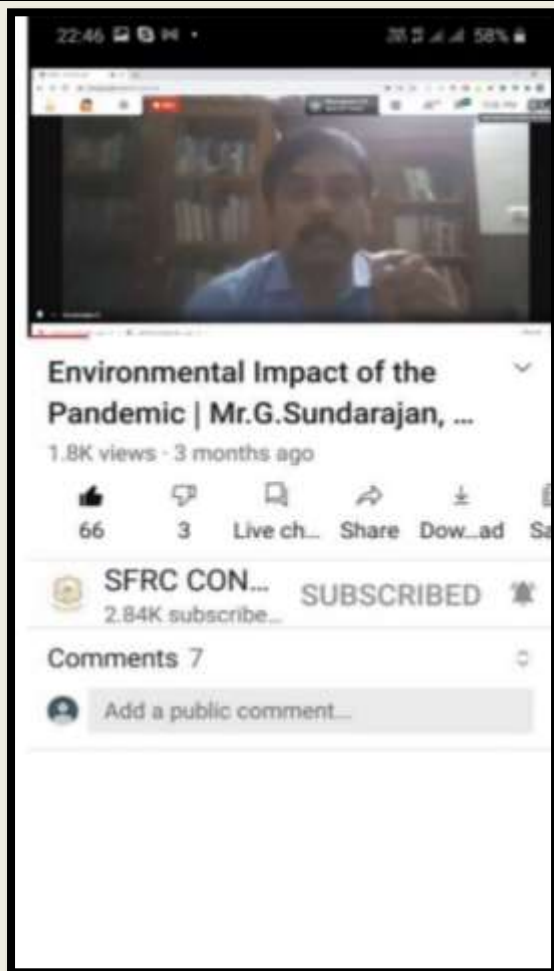 22:46
58%
Environmental Impact of the
Pandemic | Mr.G.Sundarajan, ...
1.8K views · 3 months ago
66 3 Live ch... Share Dow...ad Sa
SFRC CON... SUBSCRIBED
2.84K subscribe...
Comments 7
Add a public comment...